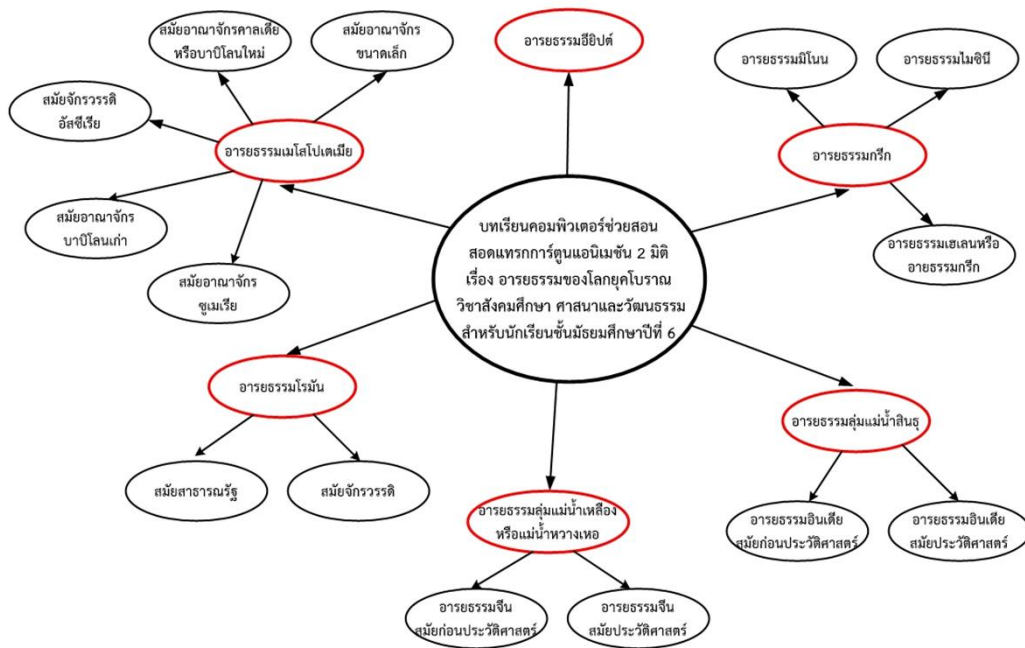 สมัยอาณาจักรคาลเดีย
หรือบาบิโลนใหม่
สมัยอาณาจักร
ขนาดเล็ก
อารยธรรมอียิปต์
อารยธรรมมิโนน
อารยธรรมไมซินี
สมัยจักรวรรดิ
อัสซีเรีย
อารยธรรมเมโสโปเตเมีย
อารยธรรมกรีก
สมัยอาณาจักร
บาบิโลนเก่า
สมัยอาณาจักร
ซูเมเรีย
บทเรียนคอมพิวเตอร์ช่วยสอน
สอดแทรกการ์ตูนแอนิเมชัน 2 มิติ
เรื่อง อารยธรรมของโลกยุคโบราณ
วิชาสังคมศึกษา ศาสนาและวัฒนธรรม
สำหรับนักเรียนชั้นมัธยมศึกษาปีที่ 6
อารยธรรมเฮเลนหรือ
อายธรรมกรีก
อารยธรรมโรมัน
สมัยสาธารณรัฐ
สมัยจักรวรรดิ
อารยธรรมลุ่มแม่น้ำเหลือง
หรือแม่น้ำหวางเหอ
อารยธรรมจีน
สมัยก่อนประวัติศาสตร์
อารยธรรมจีน
สมัยประวัติศาสตร์
อารยธรรมลุ่มแม่น้ำสินธุ
อารยธรรมอินเดีย
สมัยก่อนประวัติศาสตร์
อารยธรรมอินเดีย
สมัยประวัติศาสตร์